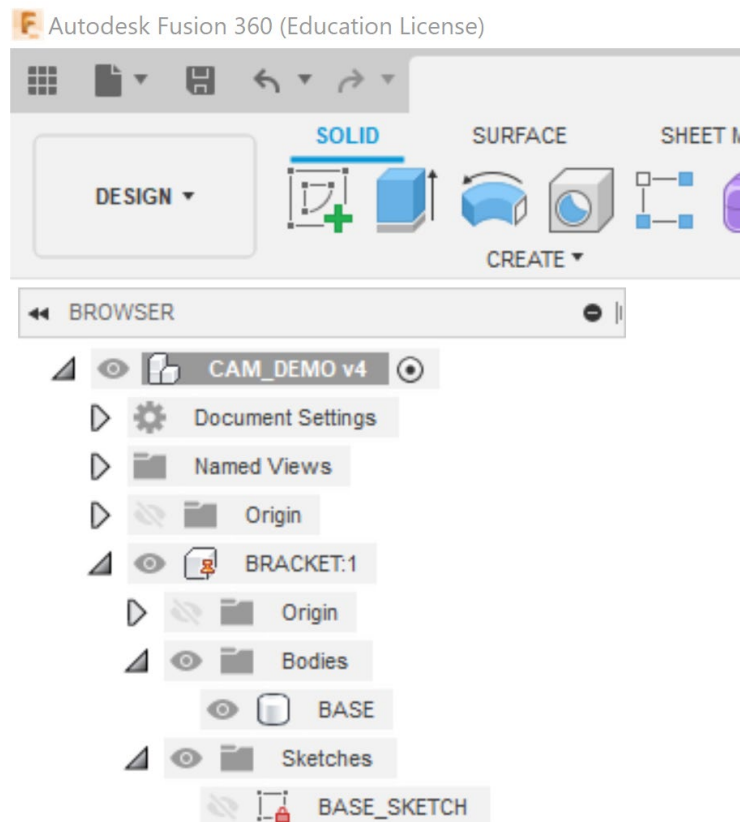 Autodesk Fusion 360 (Education License)
SOLID SURFACE SHEET
DESIGN
CREATE
BROWSER
CAM_DEMO v4
Document Settings
Named Views
Origin
BRACKET:1
Origin
Bodies
BASE
Sketches
BASE_SKETCH